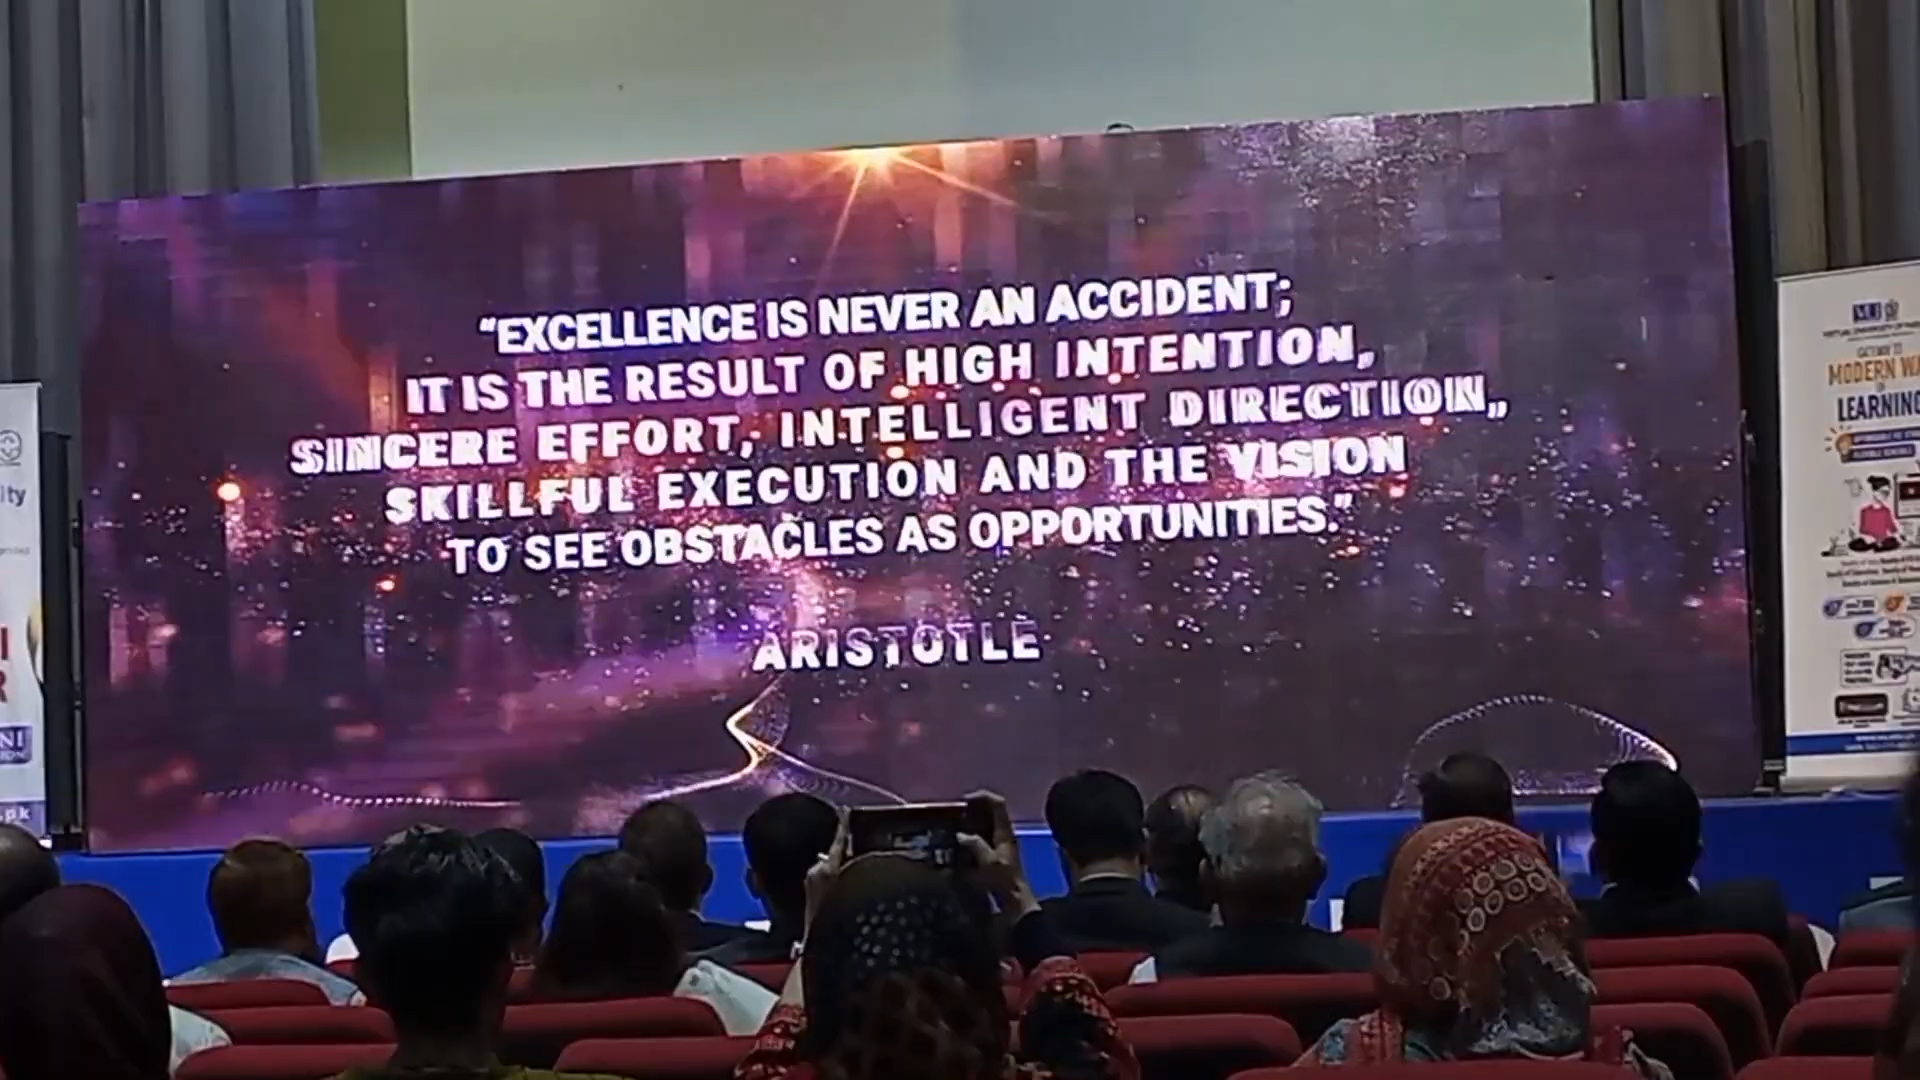 “EXCELLENCE IS NEVER AN ACCIDENT;
IT IS THE RESULT OF HIGH INTENTION,
SINCERE EFFORT, INTELLIGENT DIRECTION,
SKILLFUL EXECUTION AND THE VISION
TO SEE OBSTACLES AS OPPORTUNITIES.”
ARISTOTLE
VU
MODERN
LEARNING